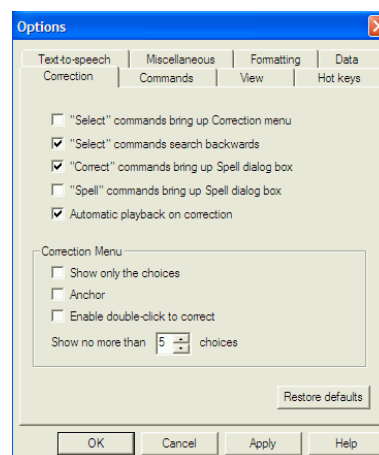 Options
Text-to-speech Miscellaneous Formatting Data
Correction Commands View Hot keys
"Select" commands bring up Correction menu
"Select" commands search backwards
"Correct" commands bring up Spell dialog box
"Spell" commands bring up Spell dialog box
Automatic playback on correction
Correction Menu
Show only the choices
Anchor
Enable double-click to correct
Show no more than 5 choices
Restore defaults
OK Cancel Apply Help